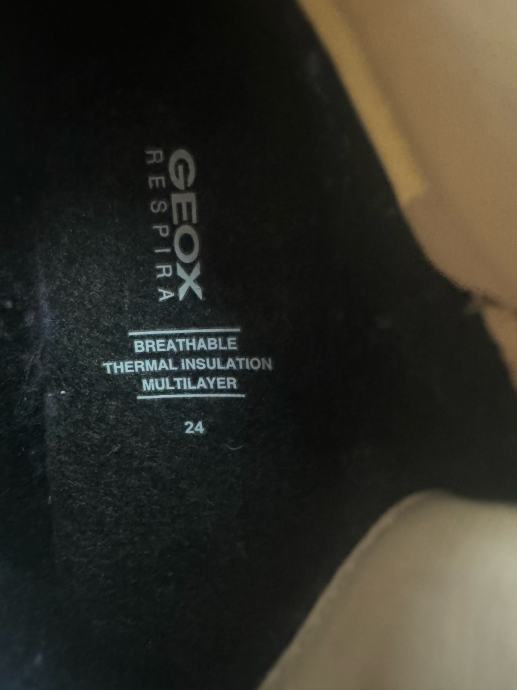 GEOX
RESPIRA
BREATHABLE
THERMAL INSULATION
MULTILAYER
24